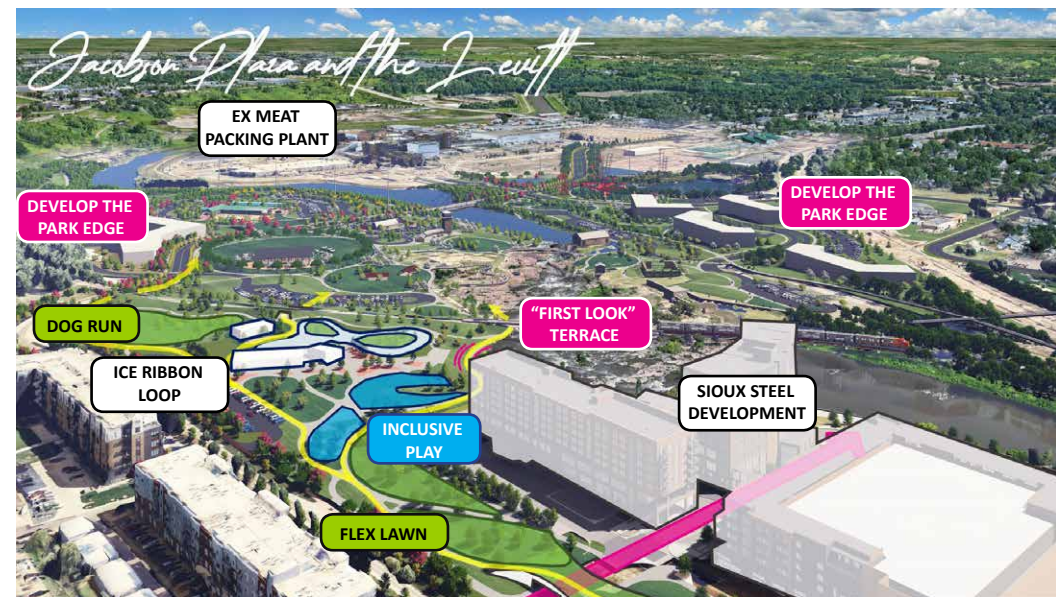 Jacobson Plaza and the Levitt
EX MEAT
PACKING PLANT
DEVELOP THE
PARK EDGE
DEVELOP THE
PARK EDGE
DOG RUN
"FIRST LOOK"
TERRACE
ICE RIBBON
LOOP
SIOUX STEEL
DEVELOPMENT
INCLUSIVE
PLAY
FLEX LAWN